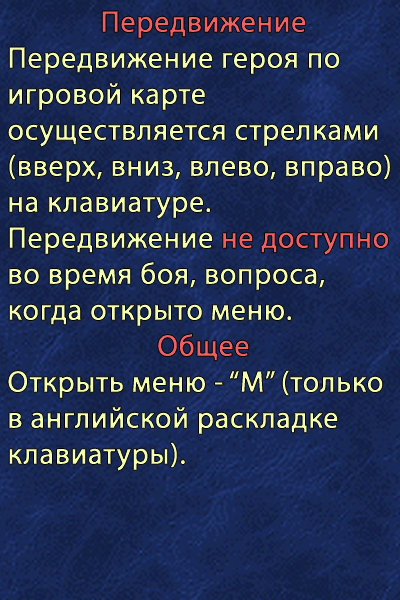 Передвижение
Передвижение героя по
игровой карте
осуществляется стрелками
(вверх, вниз, влево, вправо)
на клавиатуре.
Передвижение не доступно
во время боя, вопроса,
когда открыто меню.
Общее
Открыть меню - “М” (только
в английской раскладке
клавиатуры).